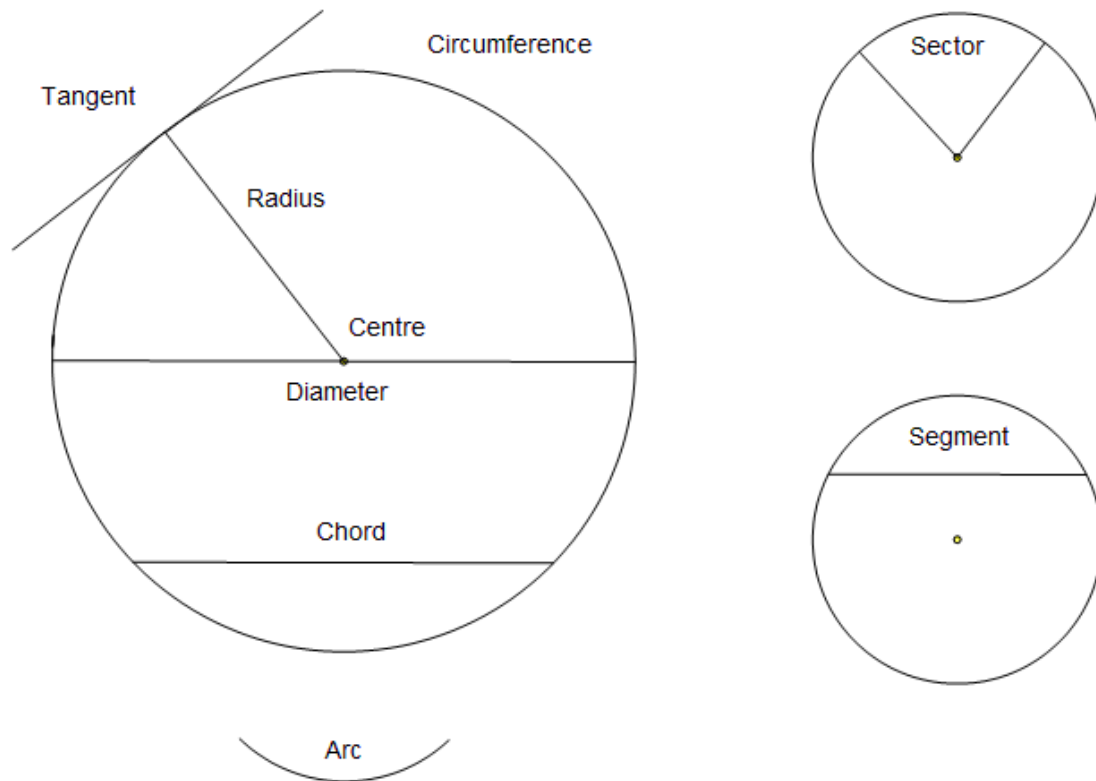 Circumference
Sector
Tangent
Radius
Centre
Diameter
Segment
Chord
Arc